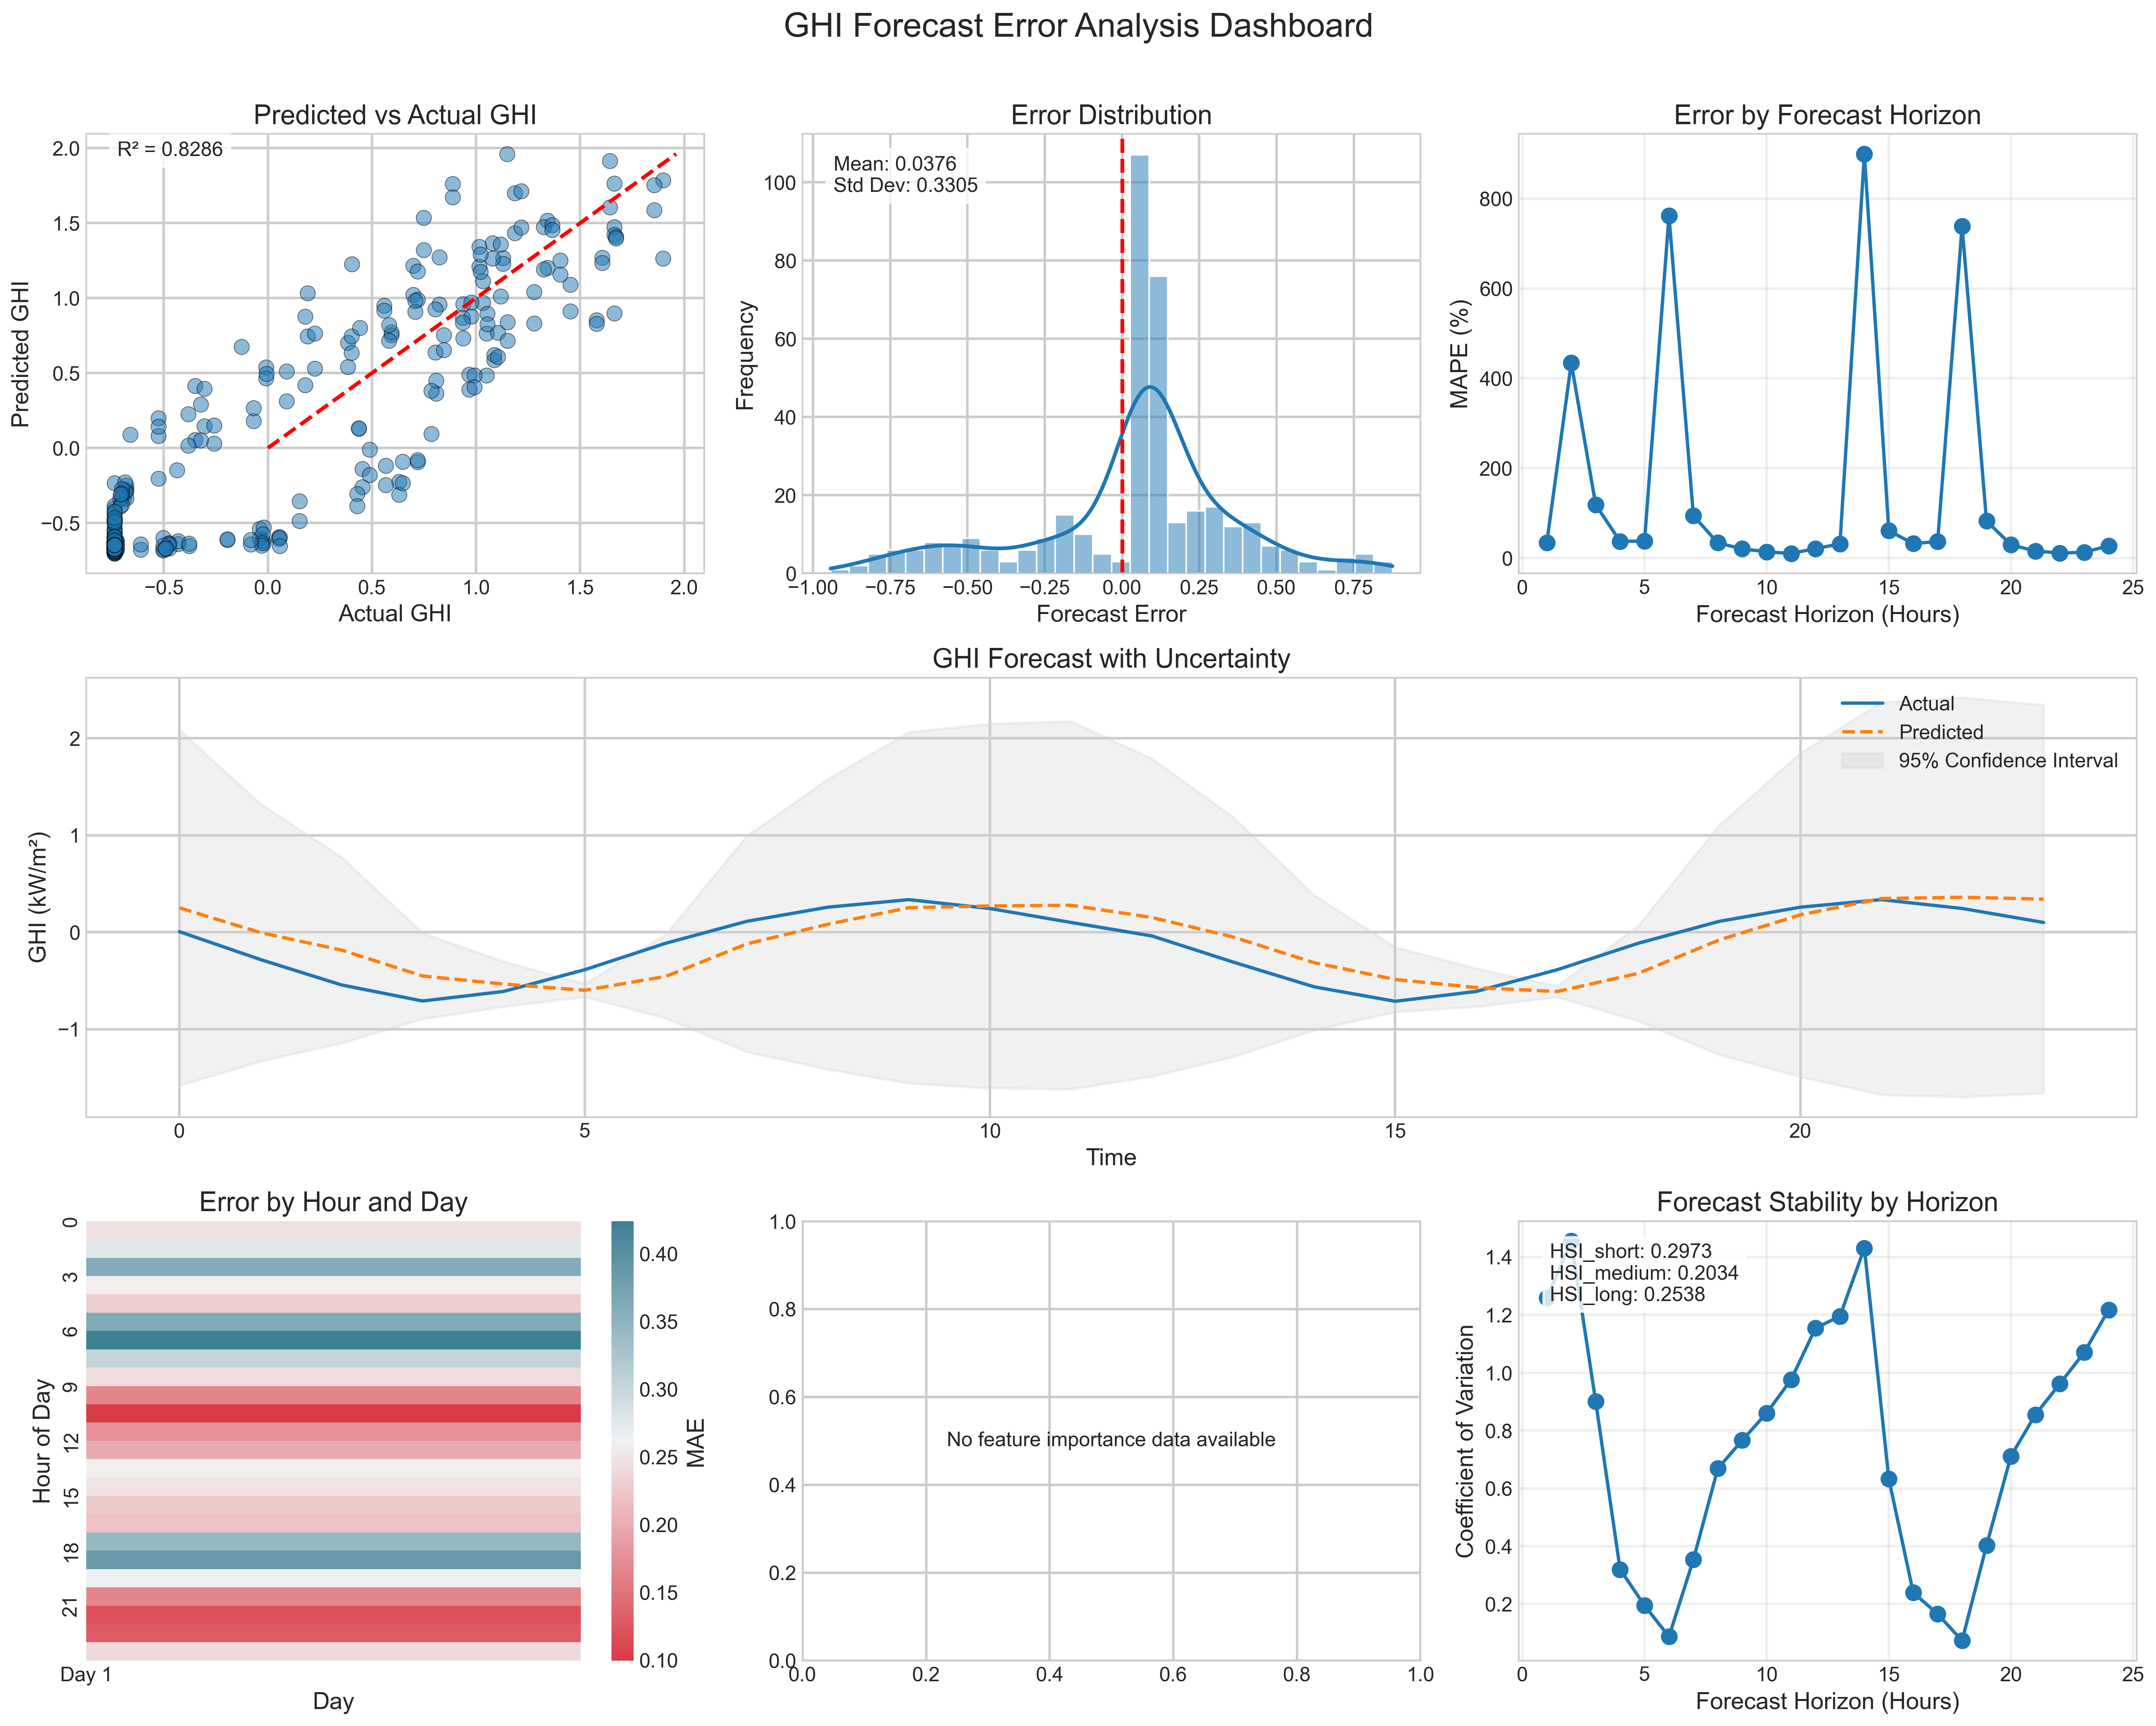 GHI Forecast Error Analysis Dashboard
Predicted vs Actual GHI
R² = 0.8286
Predicted GHI
2.0
1.5
1.0
0.5
0.0
−0.5
−0.5 0.0 0.5 1.0 1.5 2.0
Actual GHI
Error Distribution
Mean: 0.0376
Std Dev: 0.3305
Frequency
100
80
60
40
20
0
−1.00 −0.75 −0.50 −0.25 0.00 0.25 0.50 0.75
Forecast Error
Error by Forecast Horizon
MAPE (%)
800
600
400
200
0
0 5 10 15 20 25
Forecast Horizon (Hours)
GHI Forecast with Uncertainty
Actual
Predicted
95% Confidence Interval
GHI (kW/m²)
2
1
0
−1
0 5 10 15 20
Time
Error by Hour and Day
Hour of Day
0
3
6
9
12
15
18
21
Day 1
Day
0.40
0.35
0.30
0.25
0.20
0.15
0.10
MAE
1.0
0.8
0.6
0.4
0.2
0.0
No feature importance data available
0.0 0.2 0.4 0.6 0.8 1.0
Forecast Stability by Horizon
HSI_short: 0.2973
HSI_medium: 0.2034
HSI_long: 0.2538
Coefficient of Variation
1.4
1.2
1.0
0.8
0.6
0.4
0.2
0 5 10 15 20 25
Forecast Horizon (Hours)